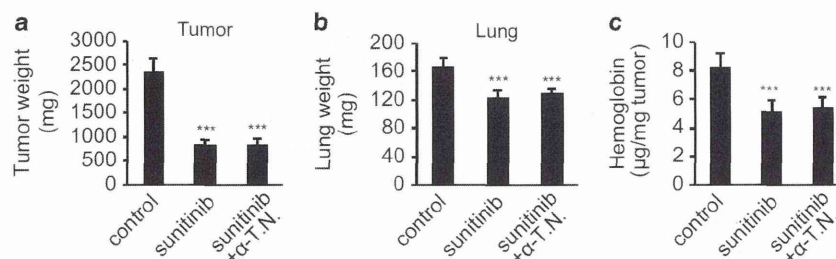 a
Tumor
Tumor weight
(mg)
3000
2500
2000
1500
1000
500
0
***
***
control
sunitinib
sunitinib
+α-T.N.
b
Lung
Lung weight
(mg)
200
160
120
80
40
0
***
***
control
sunitinib
sunitinib
+α-T.N.
c
Hemoglobin
(μg/mg tumor)
10
8
6
4
2
0
***
***
control
sunitinib
sunitinib
+α-T.N.